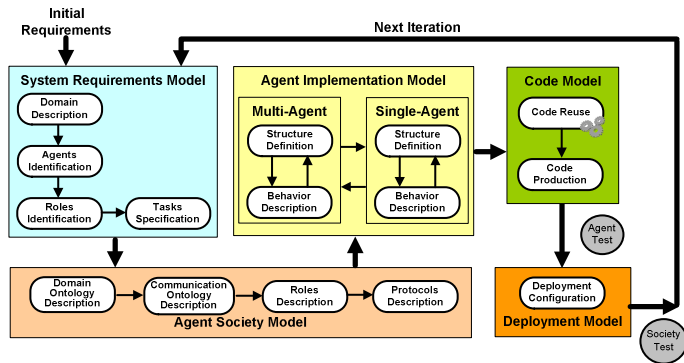 Initial
Requirements
Next Iteration
System Requirements Model
Domain
Description
Agents
Identification
Roles
Identification
Tasks
Specification
Agent Implementation Model
Multi-Agent
Structure
Definition
Behavior
Description
Single-Agent
Structure
Definition
Behavior
Description
Code Model
Code Reuse
Code
Production
Agent
Test
Domain
Ontology
Description
Communication
Ontology
Description
Roles
Description
Protocols
Description
Agent Society Model
Deployment
Configuration
Deployment Model
Society
Test